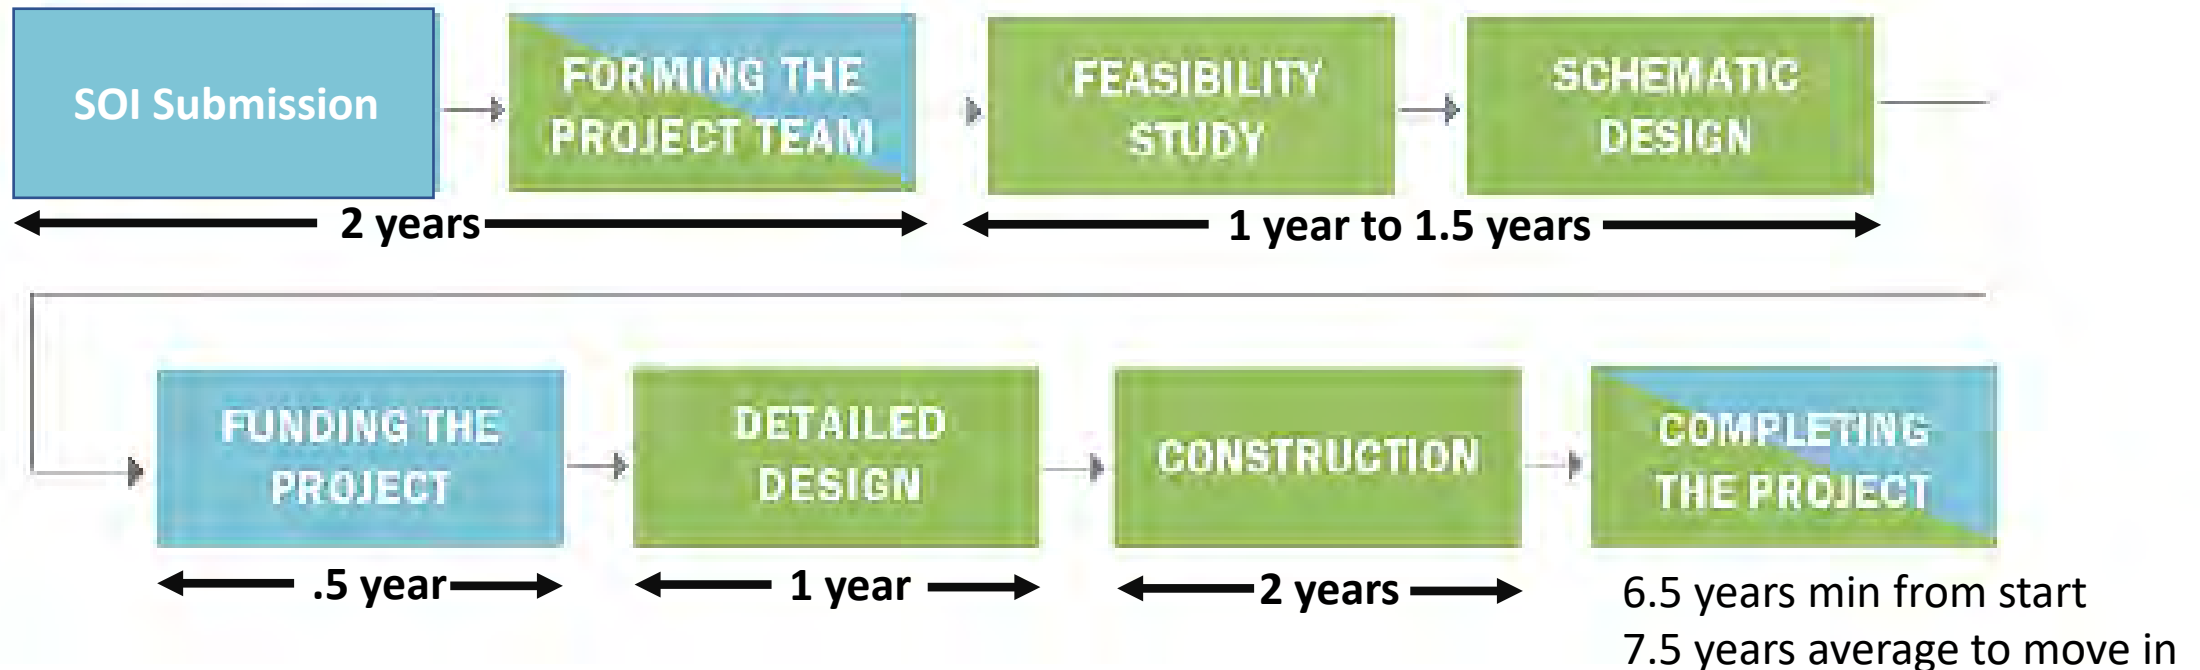 SOI Submission
FORMING THE
PROJECT TEAM
FEASIBILITY
STUDY
SCHEMATIC
DESIGN
2 years
1 year to 1.5 years
FUNDING THE
PROJECT
DETAILED
DESIGN
CONSTRUCTION
COMPLETING
THE PROJECT
.5 year
1 year
2 years
6.5 years min from start
7.5 years average to move in